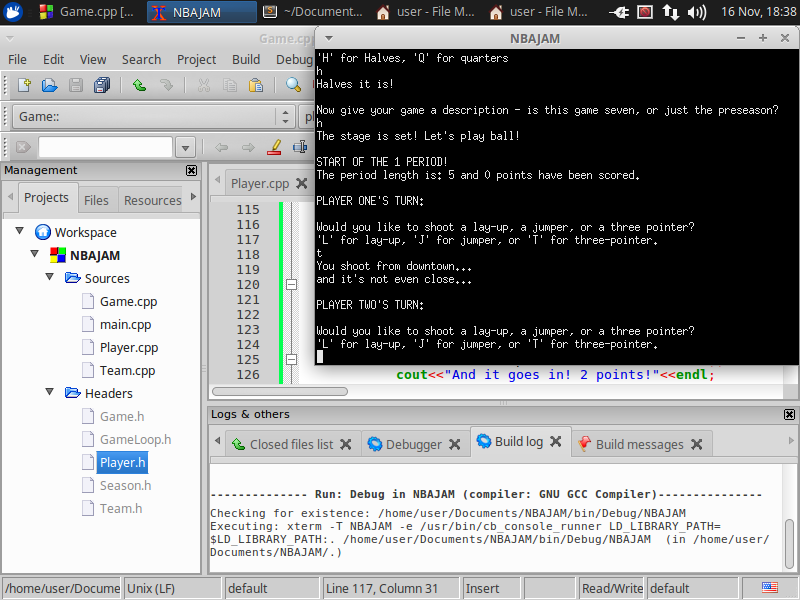 Game.cpp [...
NBAJAM
~/Document...
user - File M...
user - File M...
16 Nov, 18:38
Game.cpp
NBAJAM
File Edit View Search Project Build Debug
Game::
Management
Projects
Files
Resources
Workspace
NBAJAM
Sources
Game.cpp
main.cpp
Player.cpp
Team.cpp
Headers
Game.h
GameLoop.h
Player.h
Season.h
Team.h
'H' for Halves, 'Q' for quarters
h
Halves it is!
Now give your game a description - is this game seven, or just the preseason?
h
The stage is set! Let's play ball!
START OF THE 1 PERIOD!
The period length is: 5 and 0 points have been scored.
PLAYER ONE'S TURN:
Would you like to shoot a lay-up, a jumper, or a three pointer?
'L' for lay-up, 'J' for jumper, or 'T' for three-pointer.
t
You shoot from downtown...
and it's not even close...
PLAYER TWO'S TURN:
Would you like to shoot a lay-up, a jumper, or a three pointer?
'L' for lay-up, 'J' for jumper, or 'T' for three-pointer.
Player.cpp
115
116
117
118
119
120
121
122
123
124
125
126
cout<<"And it goes in! 2 points!"<<endl;
Logs & others
Closed files list
Debugger
Build log
Build messages
-------------- Run: Debug in NBAJAM (compiler: GNU GCC Compiler)---------------
Checking for existence: /home/user/Documents/NBAJAM/bin/Debug/NBAJAM
Executing: xterm -T NBAJAM -e /usr/bin/cb_console_runner LD_LIBRARY_PATH=
$LD_LIBRARY_PATH:. /home/user/Documents/NBAJAM/bin/Debug/NBAJAM (in /home/user/
Documents/NBAJAM/.)
/home/user/Docume
Unix (LF)
default
Line 117, Column 31
Insert
Read/Write
default